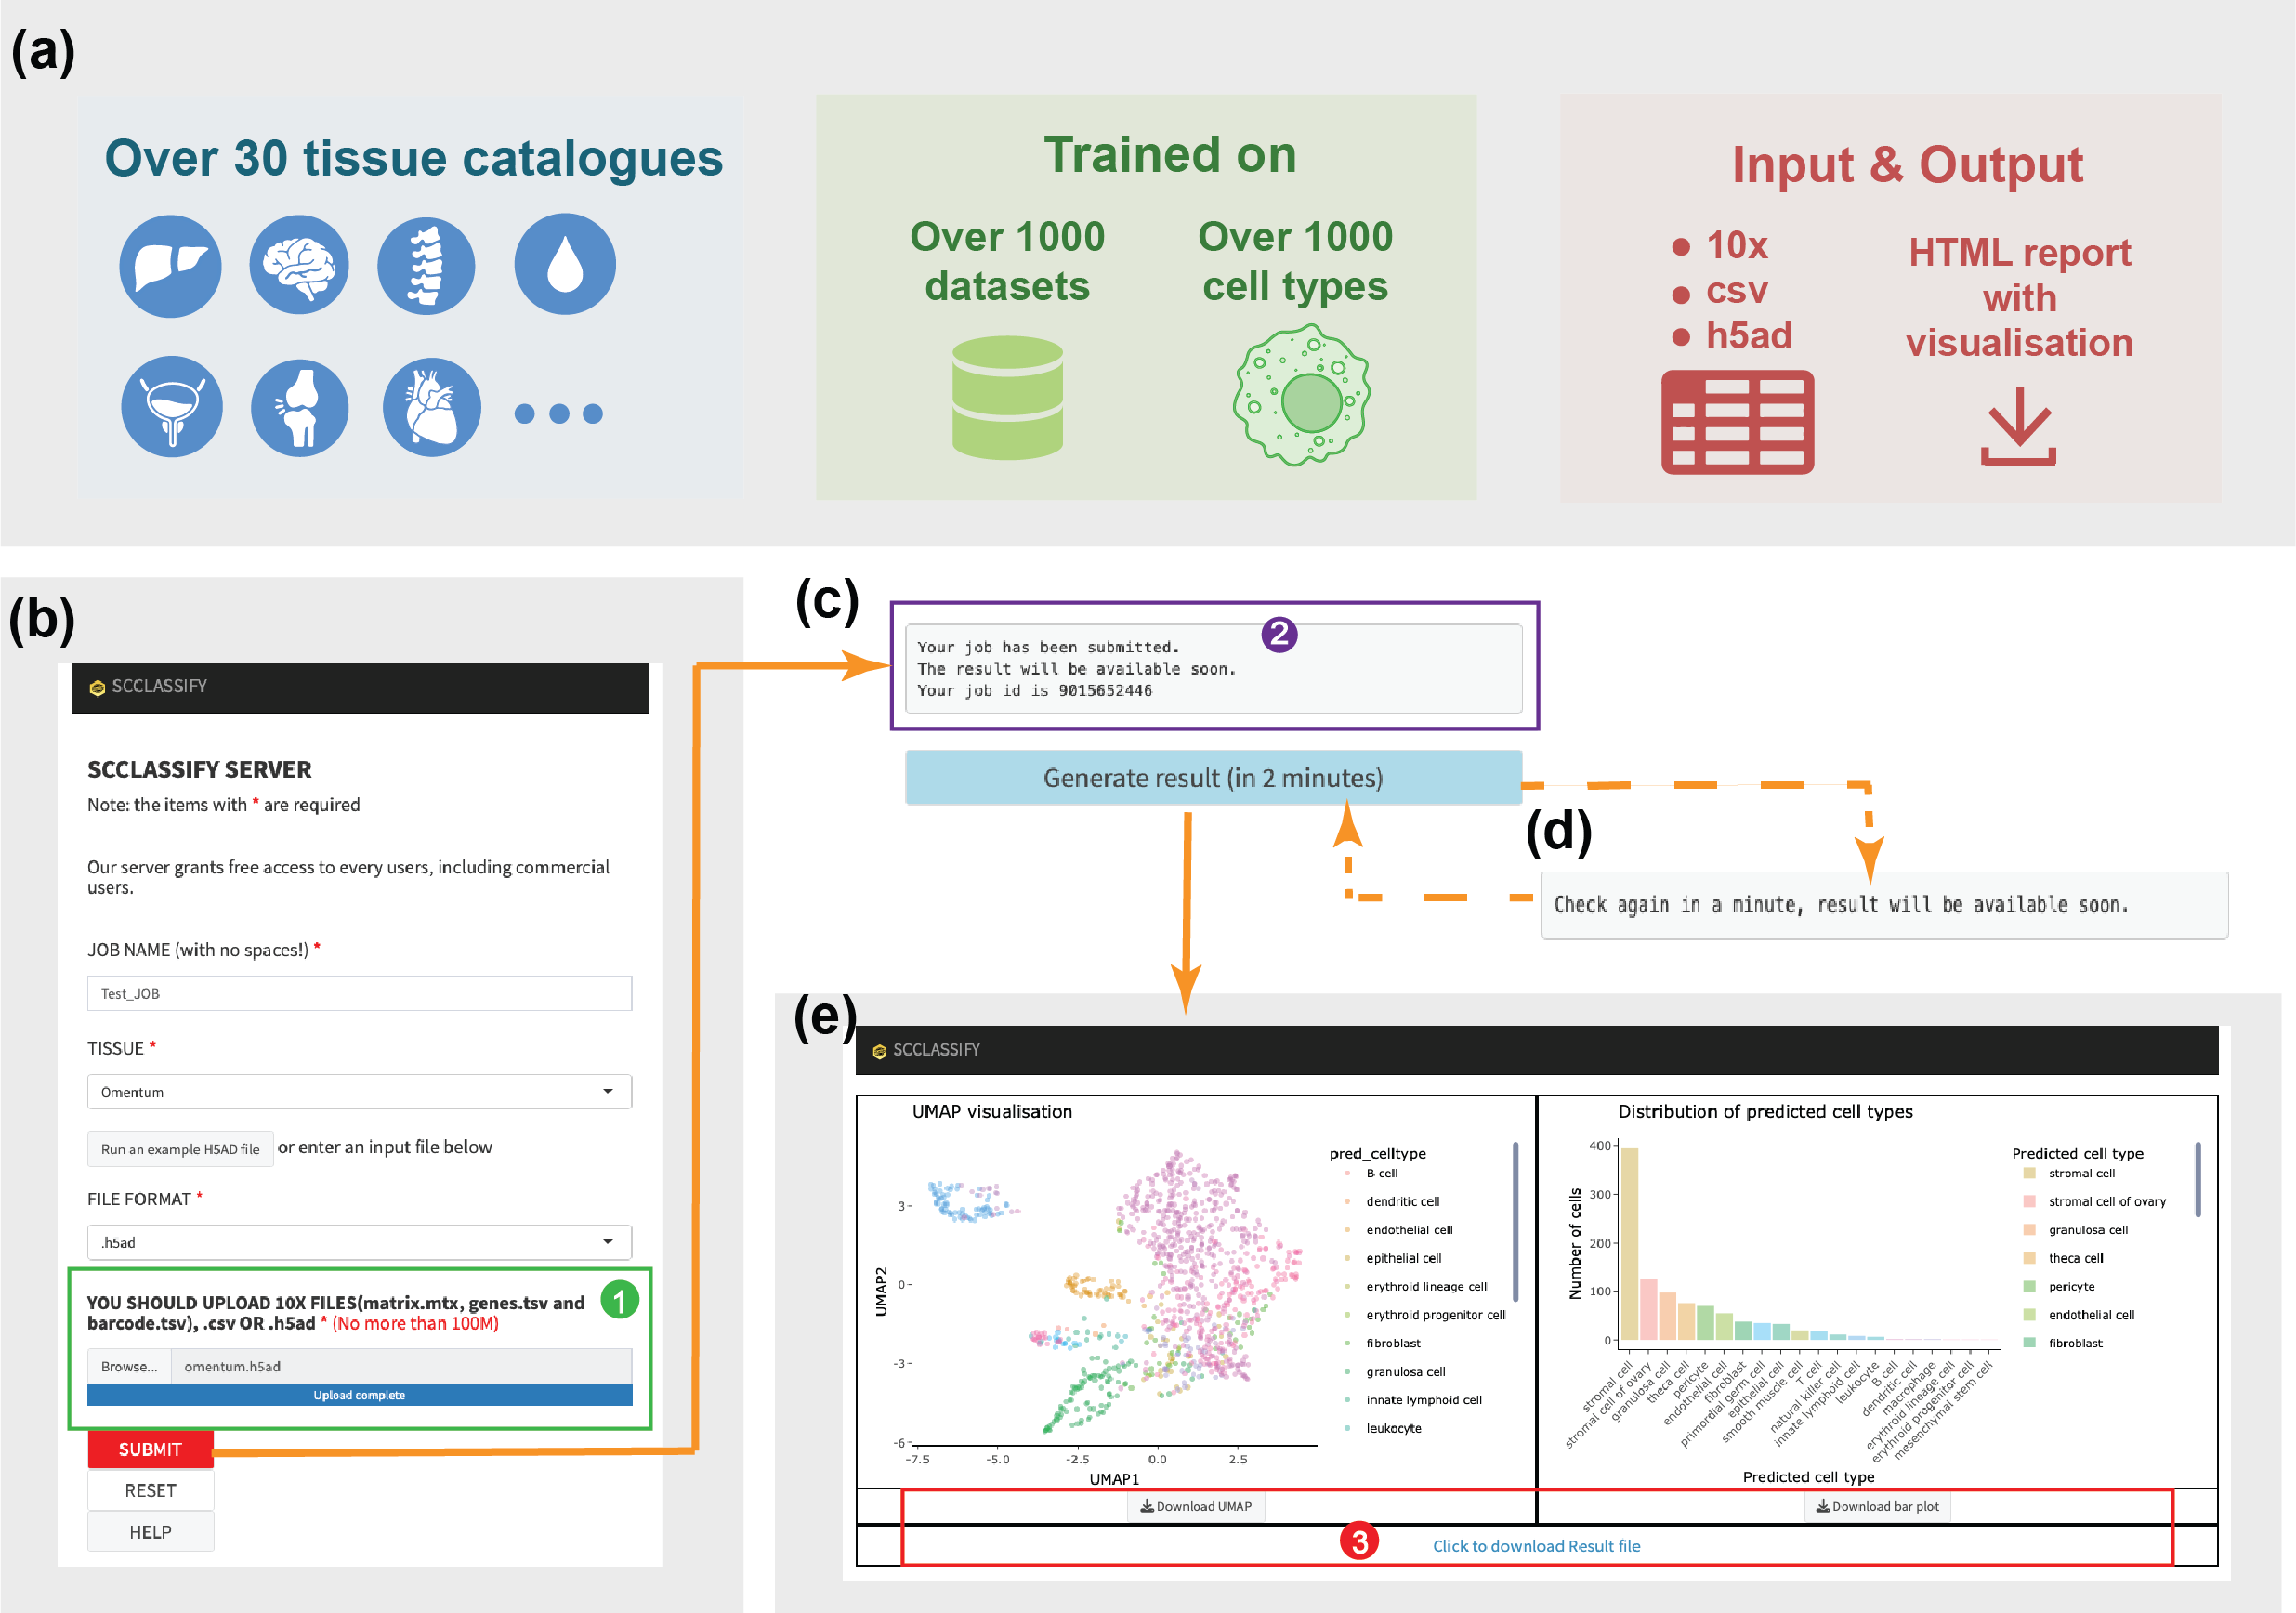 (a)
Over 30 tissue catalogues
Trained on
Over 1000
datasets
Over 1000
cell types
Input & Output
• 10x
• csv
• h5ad
HTML report
with
visualisation
(b)
SCCLASSIFY
SCCLASSIFY SERVER
Note: the items with * are required
Our server grants free access to every users, including commercial
users.
JOB NAME (with no spaces!) *
Test_JOB
TISSUE *
Omentum
Run an example H5AD file or enter an input file below
FILE FORMAT *
.h5ad
YOU SHOULD UPLOAD 10X FILES(matrix.mtx, genes.tsv and
barcode.tsv), .csv OR .h5ad * (No more than 100M)
1
Browse... omentum.h5ad
Upload complete
SUBMIT
RESET
HELP
(c)
2
Your job has been submitted.
The result will be available soon.
Your job id is 9015652446
Generate result (in 2 minutes)
(d)
Check again in a minute, result will be available soon.
(e)
SCCLASSIFY
UMAP visualisation
3
0
-3
-6
UMAP2
-7.5 -5.0 -2.5 0.0 2.5
UMAP1
pred_celltype
B cell
dendritic cell
endothelial cell
epithelial cell
erythroid lineage cell
erythroid progenitor cell
fibroblast
granulosa cell
innate lymphoid cell
leukocyte
Distribution of predicted cell types
400
300
200
100
0
Number of cells
stromal cell
stromal cell of ovary
granulosa cell
theca cell
pericyte
endothelial cell
fibroblast
primordial germ cell
epithelial cell
smooth muscle cell
T cell
natural killer cell
innate lymphoid cell
leukocyte
B cell
dendritic cell
macrophage
erythroid lineage cell
erythroid progenitor cell
mesenchymal stem cell
Predicted cell type
Predicted cell type
stromal cell
stromal cell of ovary
granulosa cell
theca cell
pericyte
endothelial cell
fibroblast
Download UMAP
Download bar plot
3
Click to download Result file